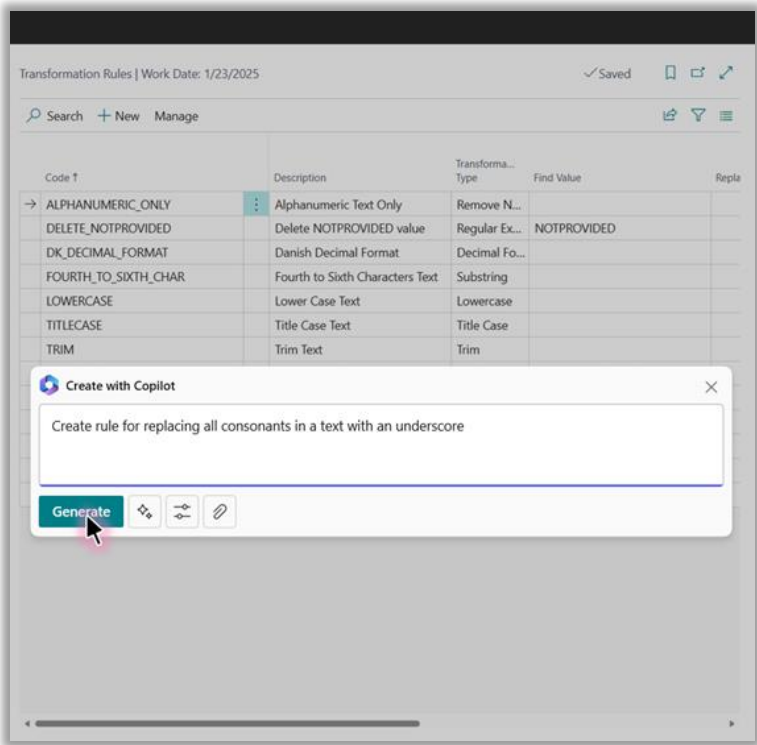 Transformation Rules | Work Date: 1/23/2025
Saved
Search + New Manage
Transforma...
Code ↑ Description Type Find Value Repla
→ ALPHANUMERIC_ONLY Alphanumeric Text Only Remove N...
DELETE_NOTPROVIDED Delete NOTPROVIDED value Regular Ex... NOTPROVIDED
DK_DECIMAL_FORMAT Danish Decimal Format Decimal Fo...
FOURTH_TO_SIXTH_CHAR Fourth to Sixth Characters Text Substring
LOWERCASE Lower Case Text Lowercase
TITLECASE Title Case Text Title Case
TRIM Trim Text Trim
Create with Copilot
Create rule for replacing all consonants in a text with an underscore
Generate